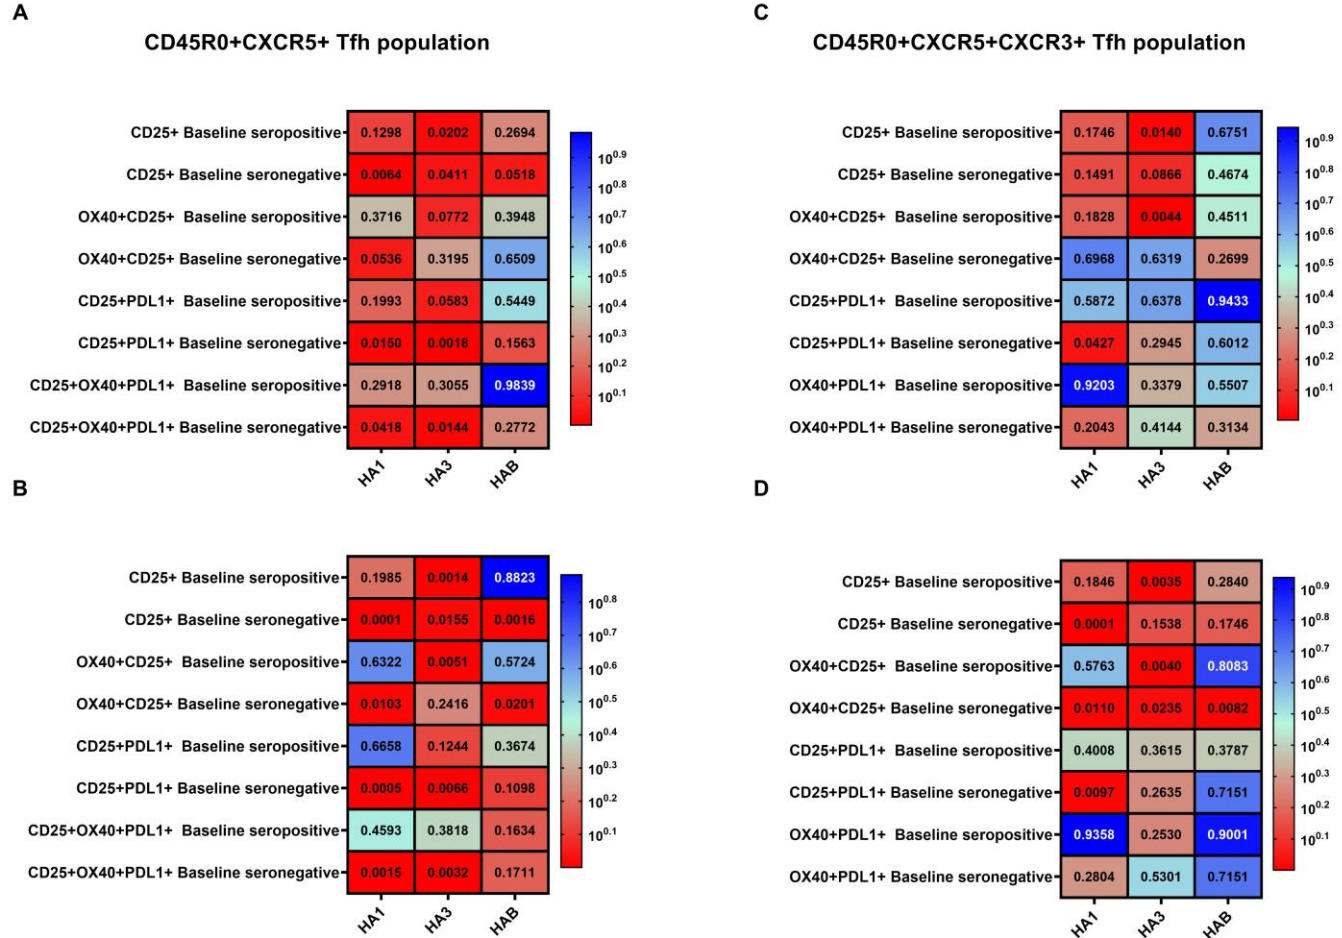 A
CD45R0+CXCR5+ Tfh population
CD25+ Baseline seropositive 0.1298 0.0202 0.2694
CD25+ Baseline seronegative 0.0064 0.0411 0.0518
OX40+CD25+ Baseline seropositive 0.3716 0.0772 0.3948
OX40+CD25+ Baseline seronegative 0.0536 0.3195 0.6509
CD25+PDL1+ Baseline seropositive 0.1993 0.0583 0.5449
CD25+PDL1+ Baseline seronegative 0.0150 0.0018 0.1563
CD25+OX40+PDL1+ Baseline seropositive 0.2918 0.3055 0.9839
CD25+OX40+PDL1+ Baseline seronegative 0.0418 0.0144 0.2772
HA1 HA3 HAB
10^0.9
10^0.8
10^0.7
10^0.6
10^0.5
10^0.4
10^0.3
10^0.2
10^0.1
B
CD25+ Baseline seropositive 0.1985 0.0014 0.8823
CD25+ Baseline seronegative 0.0001 0.0155 0.0016
OX40+CD25+ Baseline seropositive 0.6322 0.0051 0.5724
OX40+CD25+ Baseline seronegative 0.0103 0.2416 0.0201
CD25+PDL1+ Baseline seropositive 0.6658 0.1244 0.3674
CD25+PDL1+ Baseline seronegative 0.0005 0.0066 0.1098
CD25+OX40+PDL1+ Baseline seropositive 0.4593 0.3818 0.1634
CD25+OX40+PDL1+ Baseline seronegative 0.0015 0.0032 0.1711
HA1 HA3 HAB
10^0.8
10^0.7
10^0.6
10^0.5
10^0.4
10^0.3
10^0.2
10^0.1
C
CD45R0+CXCR5+CXCR3+ Tfh population
CD25+ Baseline seropositive 0.1746 0.0140 0.6751
CD25+ Baseline seronegative 0.1491 0.0866 0.4674
OX40+CD25+ Baseline seropositive 0.1828 0.0044 0.4511
OX40+CD25+ Baseline seronegative 0.6968 0.6319 0.2699
CD25+PDL1+ Baseline seropositive 0.5872 0.6378 0.9433
CD25+PDL1+ Baseline seronegative 0.0427 0.2945 0.6012
OX40+PDL1+ Baseline seropositive 0.9203 0.3379 0.5507
OX40+PDL1+ Baseline seronegative 0.2043 0.4144 0.3134
HA1 HA3 HAB
10^0.9
10^0.8
10^0.7
10^0.6
10^0.5
10^0.4
10^0.3
10^0.2
10^0.1
D
CD25+ Baseline seropositive 0.1846 0.0035 0.2840
CD25+ Baseline seronegative 0.0001 0.1538 0.1746
OX40+CD25+ Baseline seropositive 0.5763 0.0040 0.8083
OX40+CD25+ Baseline seronegative 0.0110 0.0235 0.0082
CD25+PDL1+ Baseline seropositive 0.4008 0.3615 0.3787
CD25+PDL1+ Baseline seronegative 0.0097 0.2635 0.7151
OX40+PDL1+ Baseline seropositive 0.9358 0.2530 0.9001
OX40+PDL1+ Baseline seronegative 0.2804 0.5301 0.7151
HA1 HA3 HAB
10^0.9
10^0.8
10^0.7
10^0.6
10^0.5
10^0.4
10^0.3
10^0.2
10^0.1